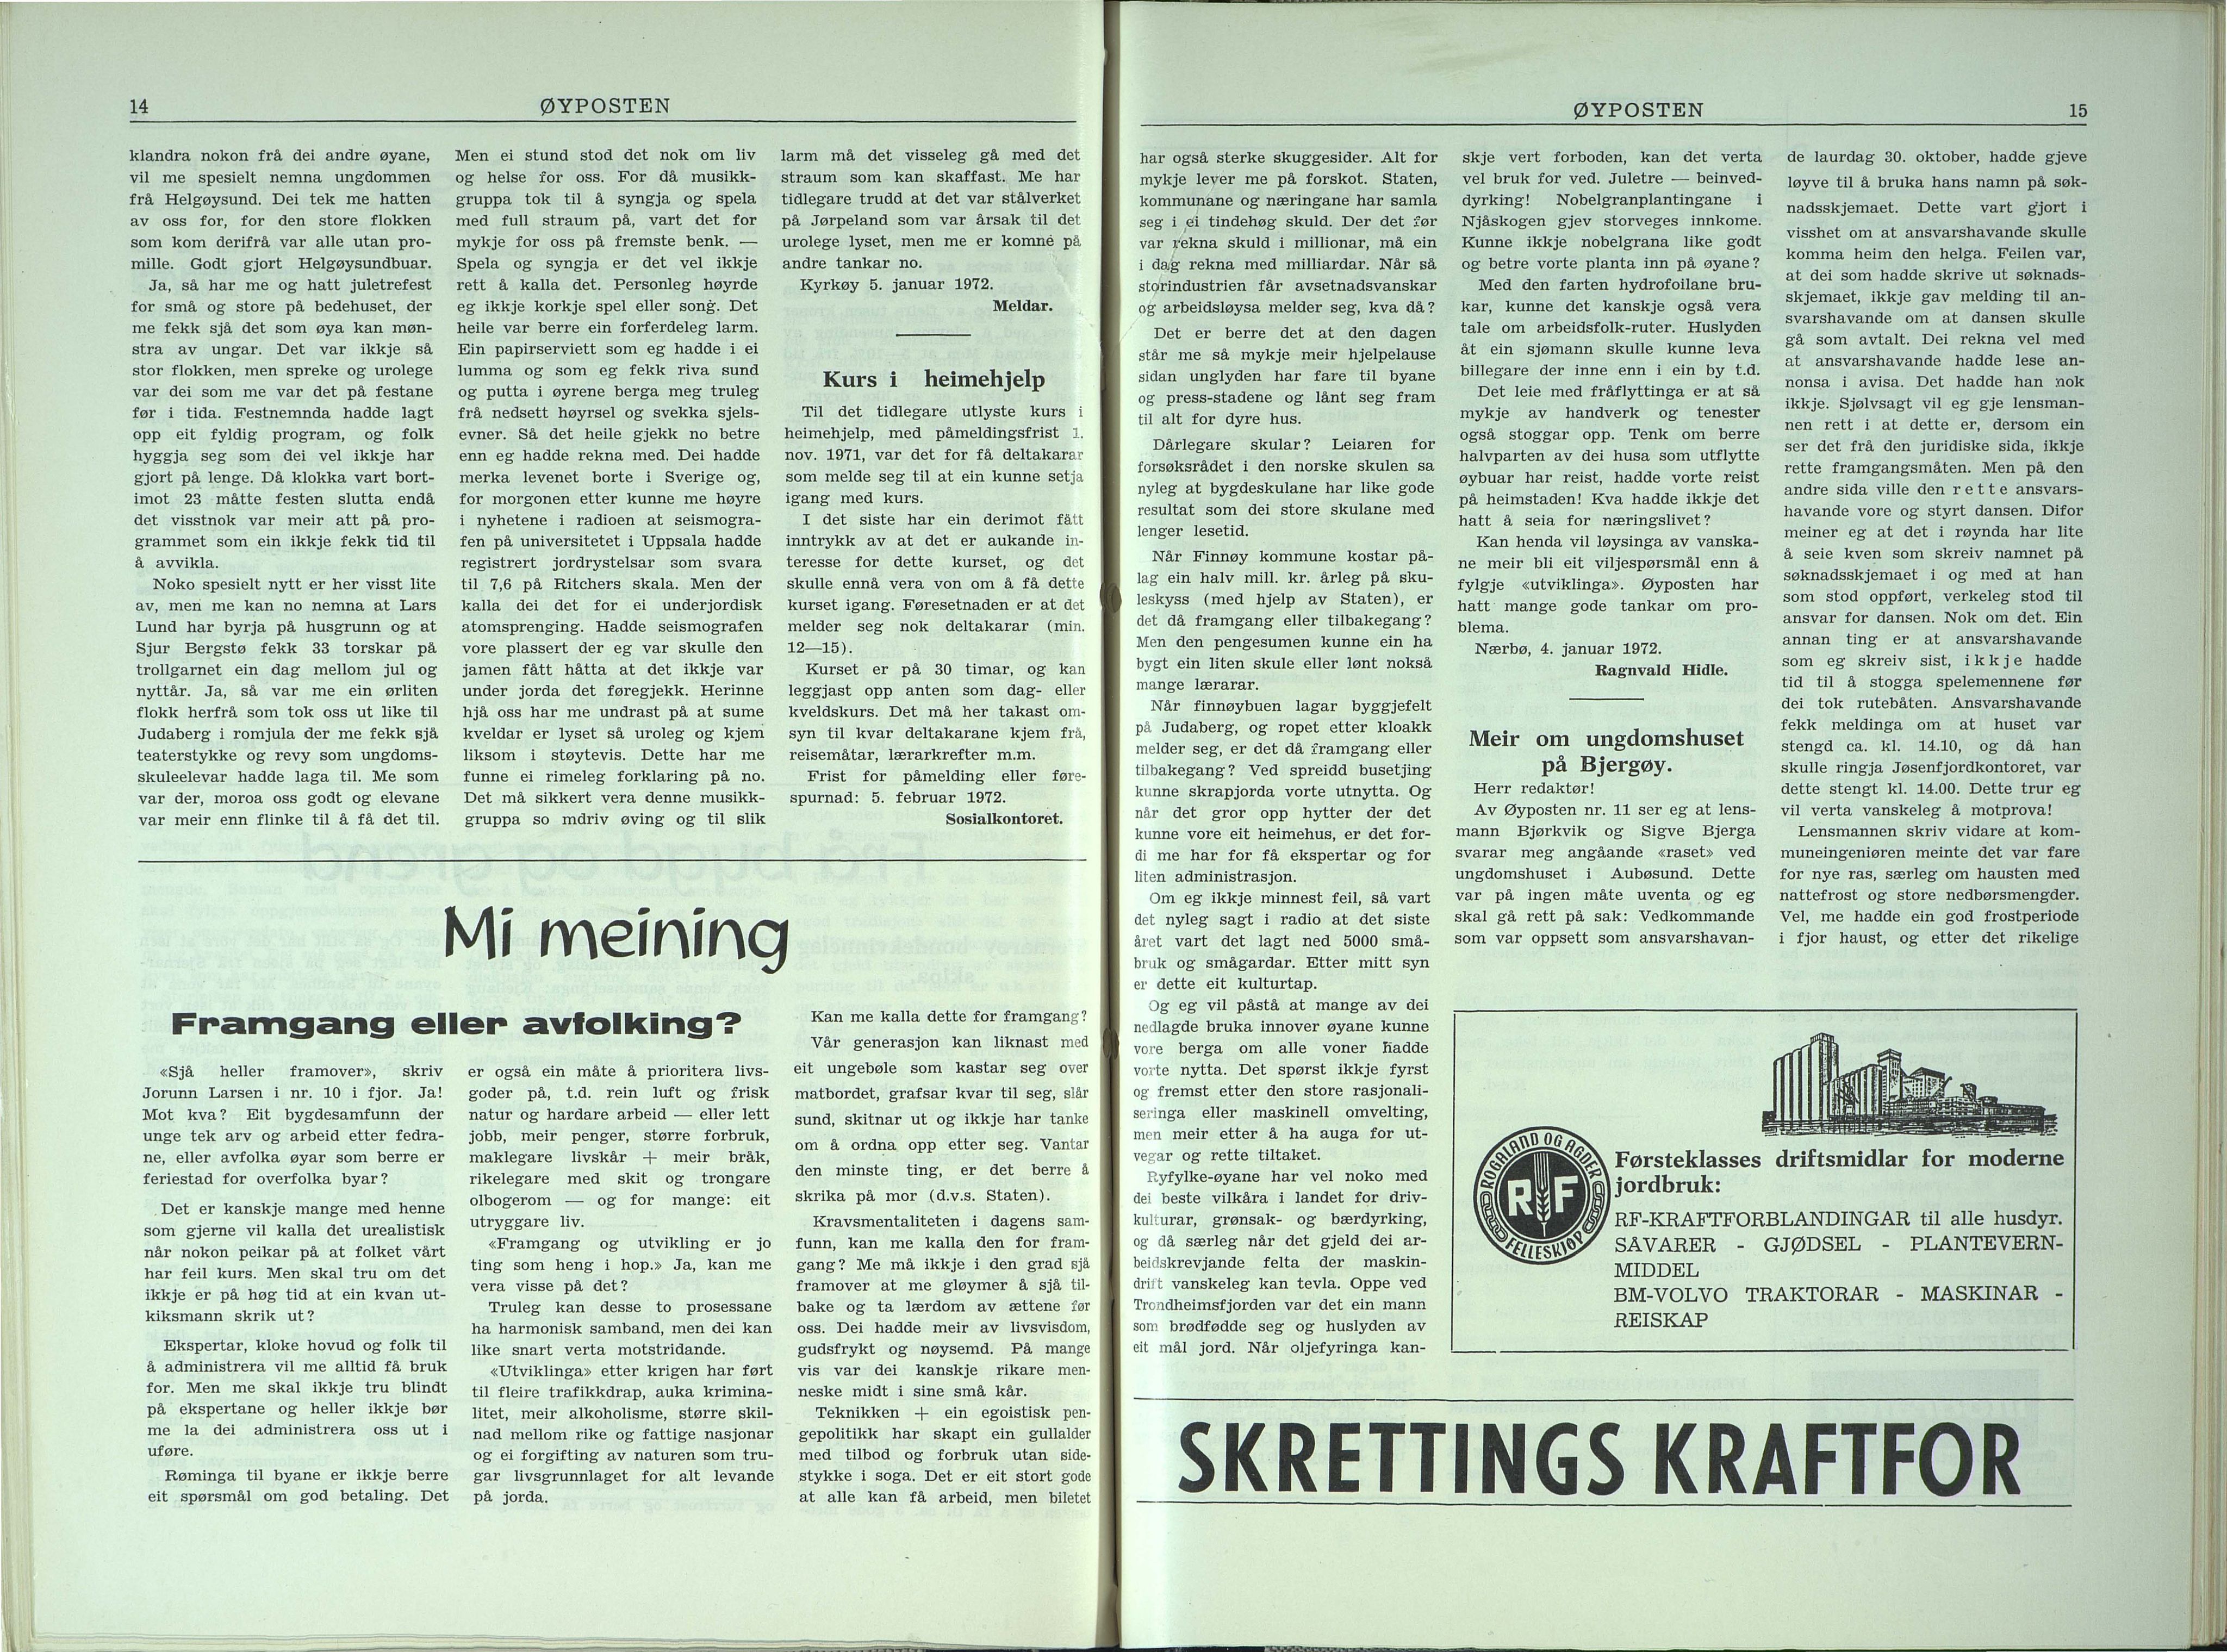 14
ØYPOSTEN
klandra nokon frå dei andre øyane,
vil me spesielt nemna ungdommen
frå Helgøysund. Dei tek me hatten
av oss for, for den store flokken
som kom derifrå var alle utan pro-
mille. Godt gjort Helgøysundbuar.
Ja, så har me og hatt juletrefest
for små og store på bedehuset, der
me fekk sjå det som øya kan møn-
stra av ungar. Det var ikkje så
stor flokken, men spreke og urolege
var dei som me var det på festane
før i tida. Festnemnda hadde lagt
opp eit fyldig program, og folk
hyggja seg som dei vel ikkje har
gjort på lenge. Då klokka vart bort-
imot 23 måtte festen slutta endå
det visstnok var meir att på pro-
grammet som ein ikkje fekk tid til
å avvikla.
Noko spesielt nytt er her visst lite
av, men me kan no nemna at Lars
Lund har byrja på husgrunn og at
Sjur Bergstø fekk 33 torskar på
trollgarnet ein dag mellom jul og
nyttår. Ja, så var me ein ørliten
flokk herfrå som tok oss ut like til
Judaberg i romjula der me fekk sjå
teaterstykke og revy som ungdoms-
skuleelevar hadde laga til. Me som
var der, moroa oss godt og elevane
var meir enn flinke til å få det til.
Men ei stund stod det nok om liv
og helse for oss. For då musikk-
gruppa tok til å syngja og spela
med full straum på, vart det for
mykje for oss på fremste benk. —
Spela og syngja er det vel ikkje
rett å kalla det. Personleg høyrde
eg ikkje korkje spel eller song. Det
heile var berre ein forferdeleg larm.
Ein papirserviett som eg hadde i ei
lumma og som eg fekk riva sund
og putta i øyrene berga meg truleg
frå nedsett høyrsel og svekka sjels-
evner. Så det heile gjekk no betre
enn eg hadde rekna med. Dei hadde
merka levenet borte i Sverige og,
for morgonen etter kunne me høyre
i nyhetene i radioen at seismogra-
fen på universitetet i Uppsala hadde
registrert jordrystelsar som svara
til 7,6 på Ritchers skala. Men der
kalla dei det for ei underjordisk
atomsprenging. Hadde seismografen
vore plassert der eg var skulle den
jamen fått håtta at det ikkje var
under jorda det føregjekk. Herinne
hjå oss har me undrast på at sume
kveldar er lyset så uroleg og kjem
liksom i støytevis. Dette har me
funne ei rimeleg forklaring på no.
Det må sikkert vera denne musikk-
gruppa so mdriv øving og til slik
larm må det visseleg gå med det
straum som kan skaffast. Me har
tidlegare trudd at det var stålverket
på Jørpeland som var årsak til det
urolege lyset, men me er komne på
andre tankar no.
Kyrkøy 5. januar 1972.
Meldar.
Kurs i heimehjelp
Til det tidlegare utlyste kurs i
heimehjelp, med påmeldingsfrist 1.
nov. 1971, var det for få deltakarar
som melde seg til at ein kunne setja
igang med kurs.
I det siste har ein derimot fått
inntrykk av at det er aukande in-
teresse for dette kurset, og det
skulle ennå vera von om å få dette
kurset igang. Føresetnaden er at det
melder seg nok deltakarar (min.
12—15).
Kurset er på 30 timar, og kan
leggjast opp anten som dag- eller
kveldskurs. Det må her takast om-
syn til kvar deltakarane kjem frå,
reisemåtar, lærarkrefter m.m.
Frist for påmelding eller føre-
spurnad: 5. februar 1972.
Sosialkontoret.
Mi meining
Framgang eller avfolking?
«Sjå heller framover», skriv
Jorunn Larsen i nr. 10 i fjor. Ja!
Mot kva? Eit bygdesamfunn der
unge tek arv og arbeid etter fedra-
ne, eller avfolka øyar som berre er
feriestad for overfolka byar?
Det er kanskje mange med henne
som gjerne vil kalla det urealistisk
når nokon peikar på at folket vårt
har feil kurs. Men skal tru om det
ikkje er på høg tid at ein kvan ut-
kiksmann skrik ut?
Ekspertar, kloke hovud og folk til
å administrera vil me alltid få bruk
for. Men me skal ikkje tru blindt
på ekspertane og heller ikkje bør
me la dei administrera oss ut i
uføre.
Røminga til byane er ikkje berre
eit spørsmål om god betaling. Det
er også ein måte å prioritera livs-
goder på, t.d. rein luft og frisk
natur og hardare arbeid — eller lett
jobb, meir penger, større forbruk,
maklegare livskår + meir bråk,
rikelegare med skit og trongare
olbogerom — og for mange: eit
utryggare liv.
«Framgang og utvikling er jo
ting som heng i hop.» Ja, kan me
vera visse på det?
Truleg kan desse to prosessane
ha harmonisk samband, men dei kan
like snart verta motstridande.
«Utviklinga» etter krigen har ført
til fleire trafikkdrap, auka krimina-
litet, meir alkoholisme, større skil-
nad mellom rike og fattige nasjonar
og ei forgifting av naturen som tru-
gar livsgrunnlaget for alt levande
på jorda.
Kan me kalla dette for framgang?
Vår generasjon kan liknast med
eit ungebøle som kastar seg over
matbordet, grafsar kvar til seg, slår
sund, skitnar ut og ikkje har tanke
om å ordna opp etter seg. Vantar
den minste ting, er det berre å
skrika på mor (d.v.s. Staten).
Kravsmentaliteten i dagens sam-
funn, kan me kalla den for fram-
gang? Me må ikkje i den grad sjå
framover at me gløymer å sjå til-
bake og ta lærdom av ættene før
oss. Dei hadde meir av livsvisdom,
gudsfrykt og nøysemd. På mange
vis var dei kanskje rikare men-
neske midt i sine små kår.
Teknikken + ein egoistisk pen-
gepolitikk har skapt ein gullalder
med tilbod og forbruk utan side-
stykke i soga. Det er eit stort gode
at alle kan få arbeid, men biletet
ØYPOSTEN
15
har også sterke skuggesider. Alt for
mykje lever me på forskot. Staten,
kommunane og næringane har samla
seg i ei tindehøg skuld. Der det før
var rekna skuld i millionar, må ein
i dag rekna med milliardar. Når så
storindustrien får avsetnadsvanskar
og arbeidsløysa melder seg, kva då?
Det er berre det at den dagen
står me så mykje meir hjelpelause
sidan unglyden har fare til byane
og press-stadene og lånt seg fram
til alt for dyre hus.
Dårlegare skular? Leiaren for
forsøksrådet i den norske skulen sa
nyleg at bygdeskulane har like gode
resultat som dei store skulane med
lenger lesetid.
Når Finnøy kommune kostar på-
lag ein halv mill. kr. årleg på sku-
leskyss (med hjelp av Staten), er
det då framgang eller tilbakegang?
Men den pengesumen kunne ein ha
bygt ein liten skule eller lønt nokså
mange lærarar.
Når finnøybuen lagar byggjefelt
på Judaberg, og ropet etter kloakk
melder seg, er det då framgang eller
tilbakegang? Ved spreidd busetjing
kunne skrapjorda vorte utnytta. Og
når det gror opp hytter der det
kunne vore eit heimehus, er det for-
di me har for få ekspertar og for
liten administrasjon.
Om eg ikkje minnest feil, så vart
det nyleg sagt i radio at det siste
året vart det lagt ned 5000 små-
bruk og smågardar. Etter mitt syn
er dette eit kulturtap.
Og eg vil påstå at mange av dei
nedlagde bruka innover øyane kunne
vore berga om alle voner hadde
vorte nytta. Det spørst ikkje fyrst
og fremst etter den store rasjonali-
seringa eller maskinell omvelting,
men meir etter å ha auga for ut-
vegar og rette tiltaket.
Ryfylke-øyane har vel noko med
dei beste vilkåra i landet for driv-
kulturar, grønsak- og bærdyrking,
og då særleg når det gjeld dei ar-
beidskrevjande felta der maskin-
drift vanskeleg kan tevla. Oppe ved
Trondheimsfjorden var det ein mann
som brødfødde seg og huslyden av
eit mål jord. Når oljefyringa kan-
skje vert forboden, kan det verta
vel bruk for ved. Juletre — beinved-
dyrking! Nobelgranplantingane i
Njåskogen gjev storveges innkome.
Kunne ikkje nobelgrana like godt
og betre vorte planta inn på øyane?
Med den farten hydrofoilane bru-
kar, kunne det kanskje også vera
tale om arbeidsfolk-ruter. Huslyden
åt ein sjømann skulle kunne leva
billegare der inne enn i ein by t.d.
Det leie med fråflyttinga er at så
mykje av handverk og tenester
også stoggar opp. Tenk om berre
halvparten av dei husa som utflytte
øybuar har reist, hadde vorte reist
på heimstaden! Kva hadde ikkje det
hatt å seia for næringslivet?
Kan henda vil løysinga av vanska-
ne meir bli eit viljespørsmål enn å
fylgje «utviklinga». Øyposten har
hatt mange gode tankar om pro-
blema.
Nærbø, 4. januar 1972.
Ragnvald Hidle.
Meir om ungdomshuset
på Bjergøy.
Herr redaktør!
Av Øyposten nr. 11 ser eg at lens-
mann Bjørkvik og Sigve Bjerga
svarar meg angåande «raset» ved
ungdomshuset i Aubøsund. Dette
var på ingen måte uventa og eg
skal gå rett på sak: Vedkommande
som var oppsett som ansvarshavan-
de laurdag 30. oktober, hadde gjeve
løyve til å bruka hans namn på søk-
nadsskjemaet. Dette vart gjort i
visshet om at ansvarshavande skulle
komma heim den helga. Feilen var,
at dei som hadde skrive ut søknads-
skjemaet, ikkje gav melding til an-
svarshavande om at dansen skulle
gå som avtalt. Dei rekna vel med
at ansvarshavande hadde lese an-
nonsa i avisa. Det hadde han nok
ikkje. Sjølvsagt vil eg gje lensman-
nen rett i at dette er, dersom ein
ser det frå den juridiske sida, ikkje
rette framgangsmåten. Men på den
andre sida ville den rette ansvars-
havande vore og styrt dansen. Difor
meiner eg at det i røynda har lite
å seie kven som skreiv namnet på
søknadsskjemaet i og med at han
som stod oppført, verkeleg stod til
ansvar for dansen. Nok om det. Ein
annan ting er at ansvarshavande
som eg skreiv sist, ikkje hadde
tid til å stogga spelemennene før
dei tok rutebåten. Ansvarshavande
fekk meldinga om at huset var
stengd ca. kl. 14.10, og då han
skulle ringja Jøsenfjordkontoret, var
dette stengt kl. 14.00. Dette trur eg
vil verta vanskeleg å motprova!
Lensmannen skriv vidare at kom-
muneingeniøren meinte det var fare
for nye ras, særleg om hausten med
nattefrost og store nedbørsmengder.
Vel, me hadde ein god frostperiode
i fjor haust, og etter det rikelige
ROGALAND OG AGDER
RF
FELLESKJØP
Førsteklasses driftsmidlar for moderne
jordbruk:
RF-KRAFTFORBLANDINGAR til alle husdyr.
SÅVARER - GJØDSEL - PLANTEVERN-
MIDDEL
BM-VOLVO TRAKTORAR - MASKINAR -
REISKAP
SKRETTINGS KRAFTFOR